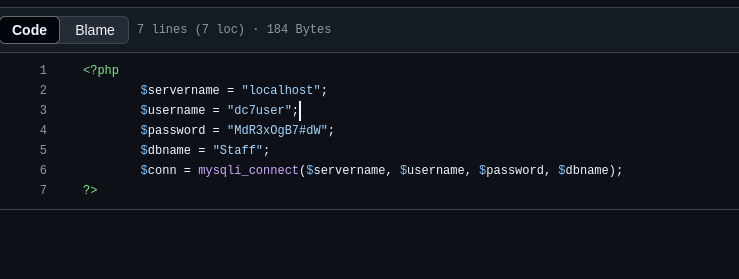 Code Blame 7 lines (7 loc) · 184 Bytes
1 <?php
2 $servername = "localhost";
3 $username = "dc7user";
4 $password = "MdR3xOgB7#dW";
5 $dbname = "Staff";
6 $conn = mysqli_connect($servername, $username, $password, $dbname);
7 ?>